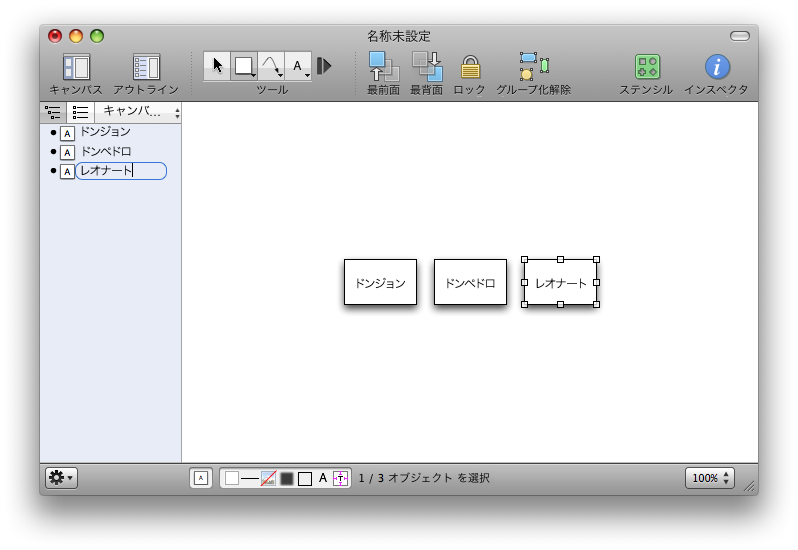 名称未設定
キャンバス アウトライン ツール 最前面 最背面 ロック グループ化解除 ステンシル インスペクタ
キャンバ...
A ドンジョン
A ドンペドロ
A レオナート
ドンジョン ドンペドロ レオナート
A A T 1 / 3 オブジェクト を選択 100%